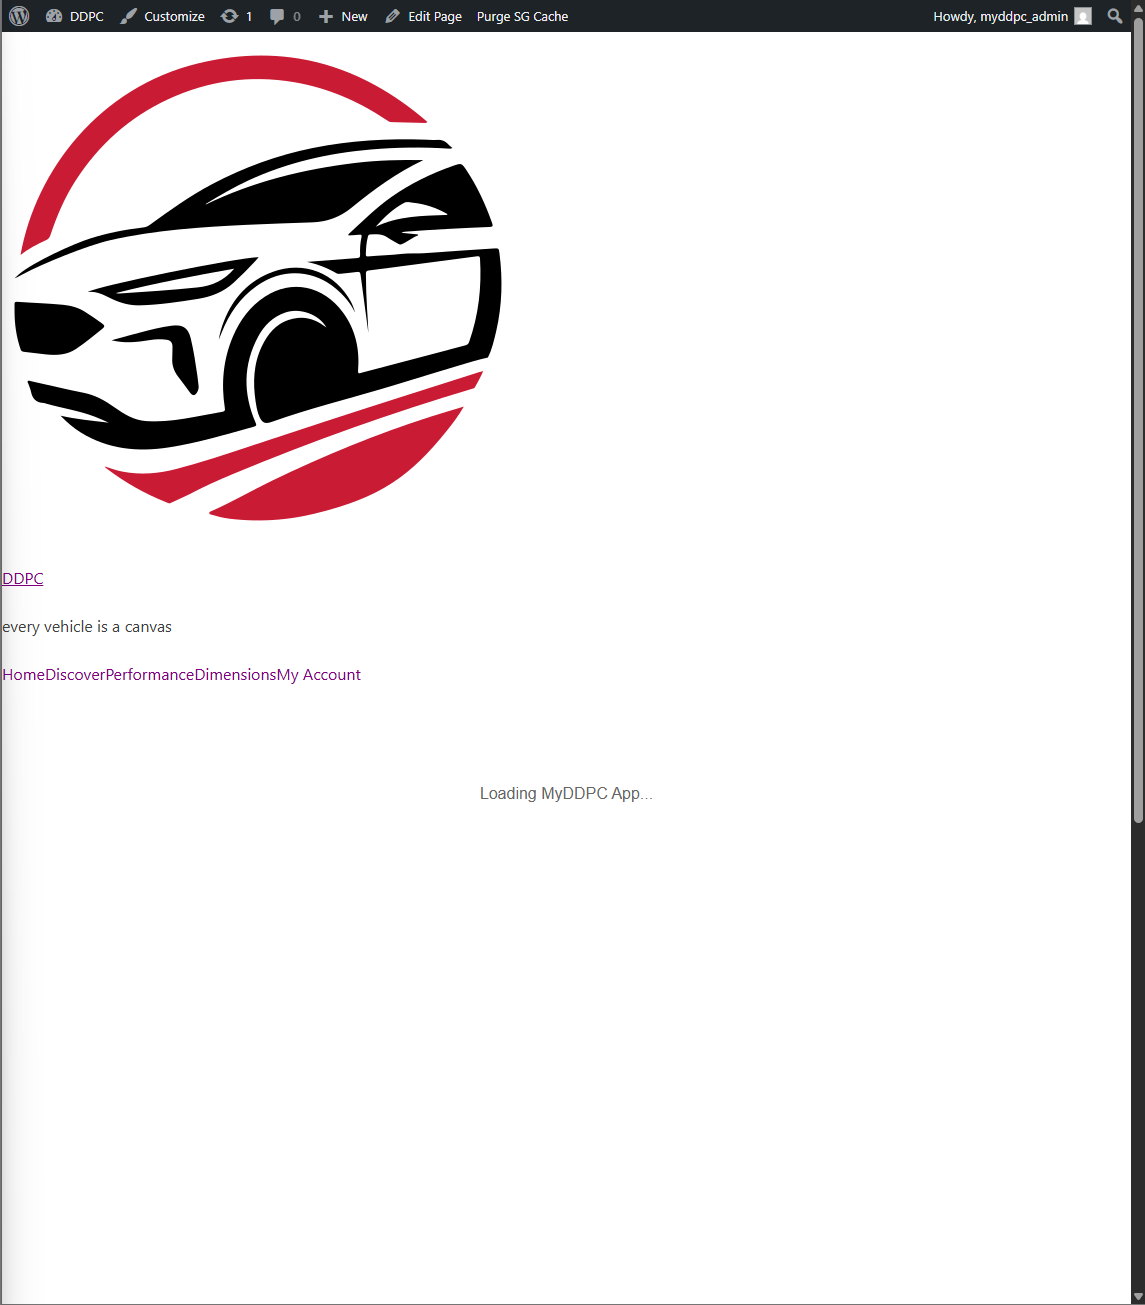 DDPC Customize 1 0 New Edit Page Purge SG Cache Howdy, myddpc_admin
DDPC
every vehicle is a canvas
HomeDiscoverPerformanceDimensionsMy Account
Loading MyDDPC App...